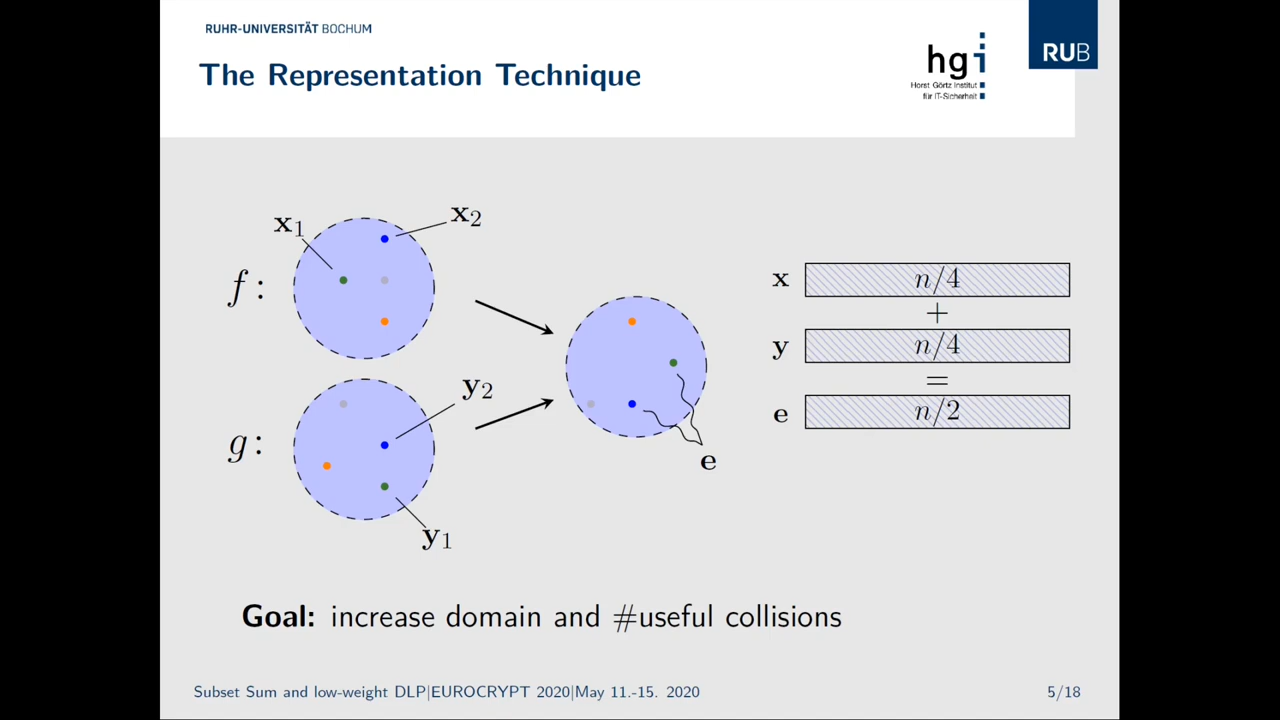 RUHR-UNIVERSITÄT BOCHUM
The Representation Technique
hgi
Horst Görtz Institut
für IT-Sicherheit
RUB
x₁
x₂
f :
y₂
g :
y₁
e
x n/4
+
y n/4
=
e n/2
Goal: increase domain and #useful collisions
Subset Sum and low-weight DLP|EUROCRYPT 2020|May 11.-15. 2020
5/18